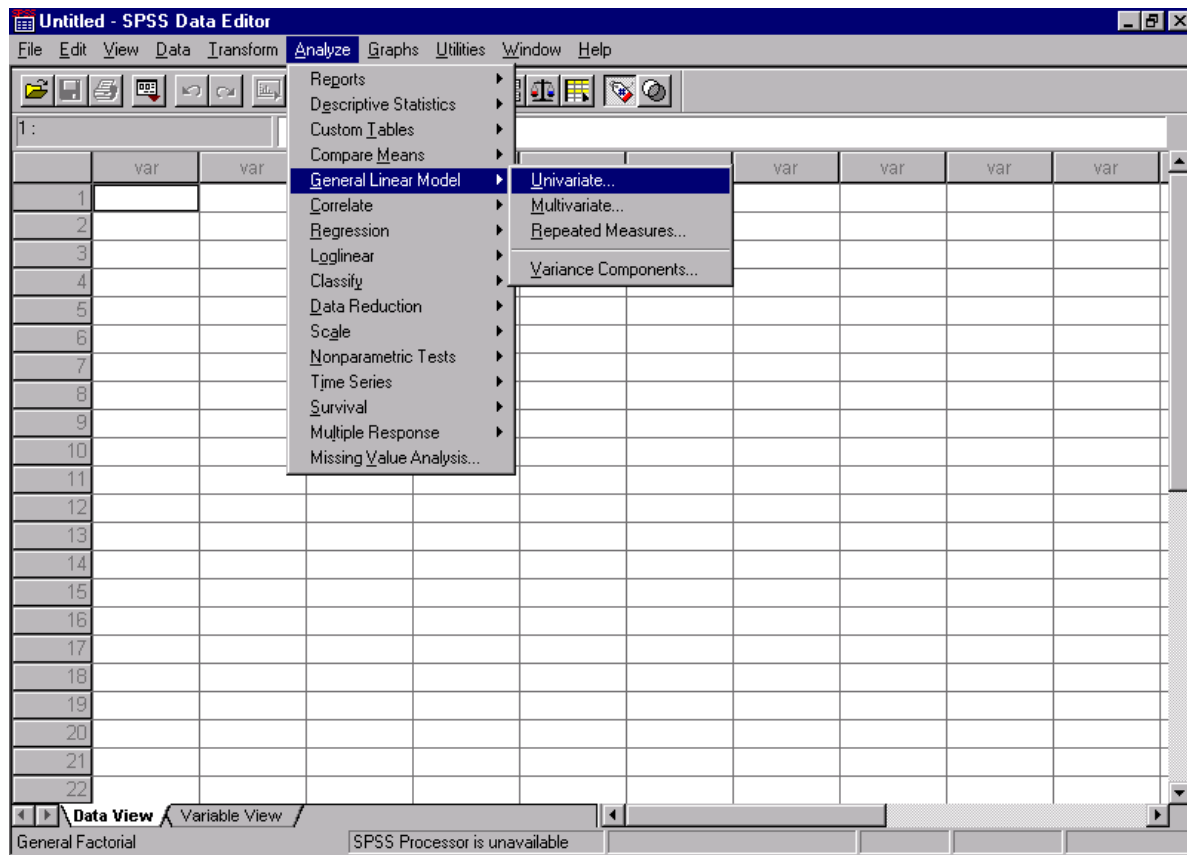 Untitled - SPSS Data Editor
File Edit View Data Transform Analyze Graphs Utilities Window Help
1 :
Reports
Descriptive Statistics
Custom Tables
Compare Means
General Linear Model
Correlate
Regression
Loglinear
Classify
Data Reduction
Scale
Nonparametric Tests
Time Series
Survival
Multiple Response
Missing Value Analysis...
Univariate...
Multivariate...
Repeated Measures...
Variance Components...
var var var var var var
1
2
3
4
5
6
7
8
9
10
11
12
13
14
15
16
17
18
19
20
21
22
Data View Variable View
General Factorial SPSS Processor is unavailable